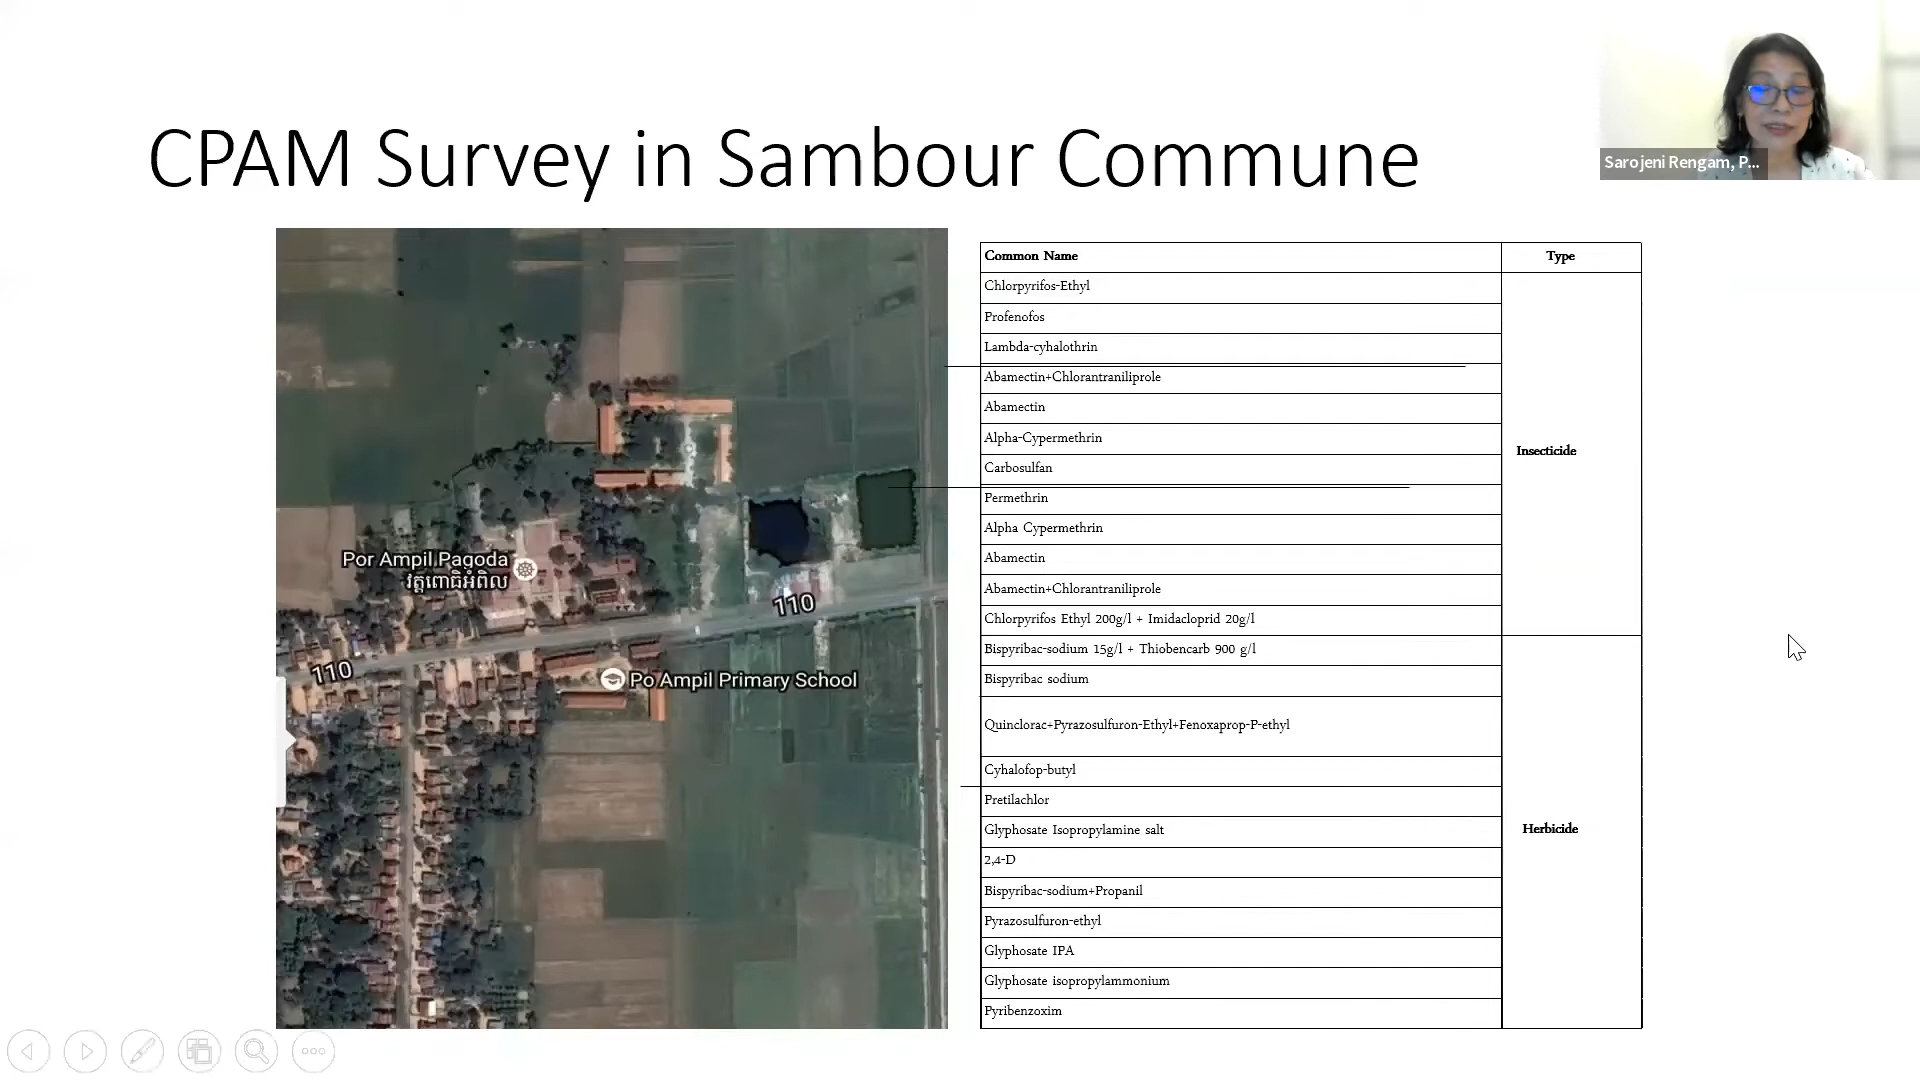 CPAM Survey in Sambour Commune
Sarojeni Rengam, P...
Por Ampil Pagoda
វត្តពោធិ៍អំពិល
110
110
Po Ampil Primary School
Common Name Type
Chlorpyrifos-Ethyl
Profenofos
Lambda-cyhalothrin
Abamectin+Chlorantraniliprole
Abamectin
Alpha-Cypermethrin
Carbosulfan
Insecticide
Permethrin
Alpha Cypermethrin
Abamectin
Abamectin+Chlorantraniliprole
Chlorpyrifos Ethyl 200g/l + Imidacloprid 20g/l
Bispyribac-sodium 15g/l + Thiobencarb 900 g/l
Bispyribac sodium
Quinclorac+Pyrazosulfuron-Ethyl+Fenoxaprop-P-ethyl
Cyhalofop-butyl
Pretilachlor
Glyphosate Isopropylamine salt
Herbicide
2,4-D
Bispyribac-sodium+Propanil
Pyrazosulfuron-ethyl
Glyphosate IPA
Glyphosate isopropylammonium
Pyribenzoxim